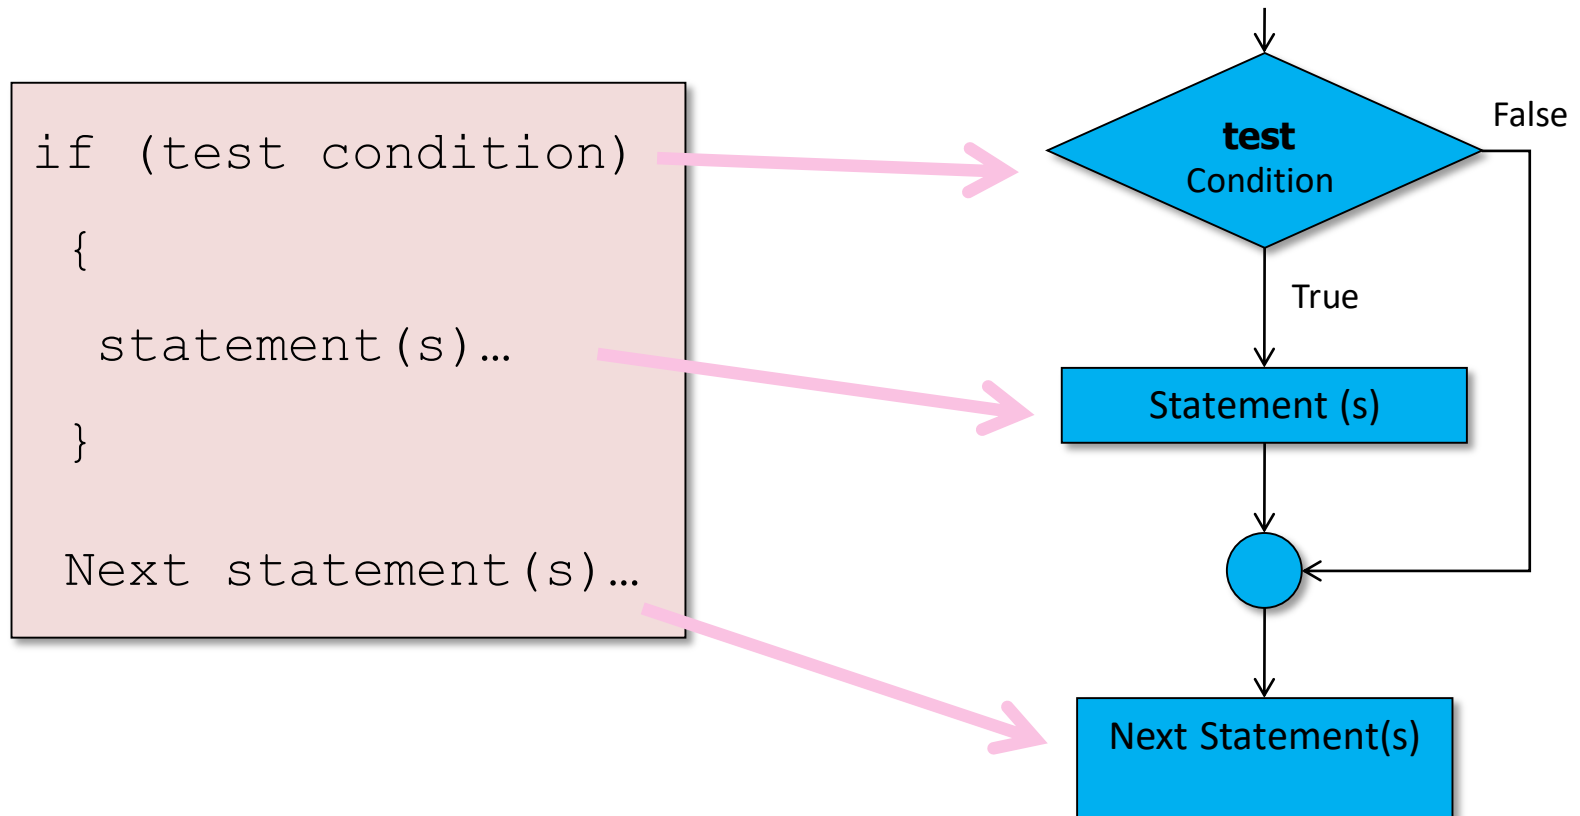 if (test condition)
{
statement(s)…
}
Next statement(s)…
test
Condition
False
True
Statement (s)
Next Statement(s)